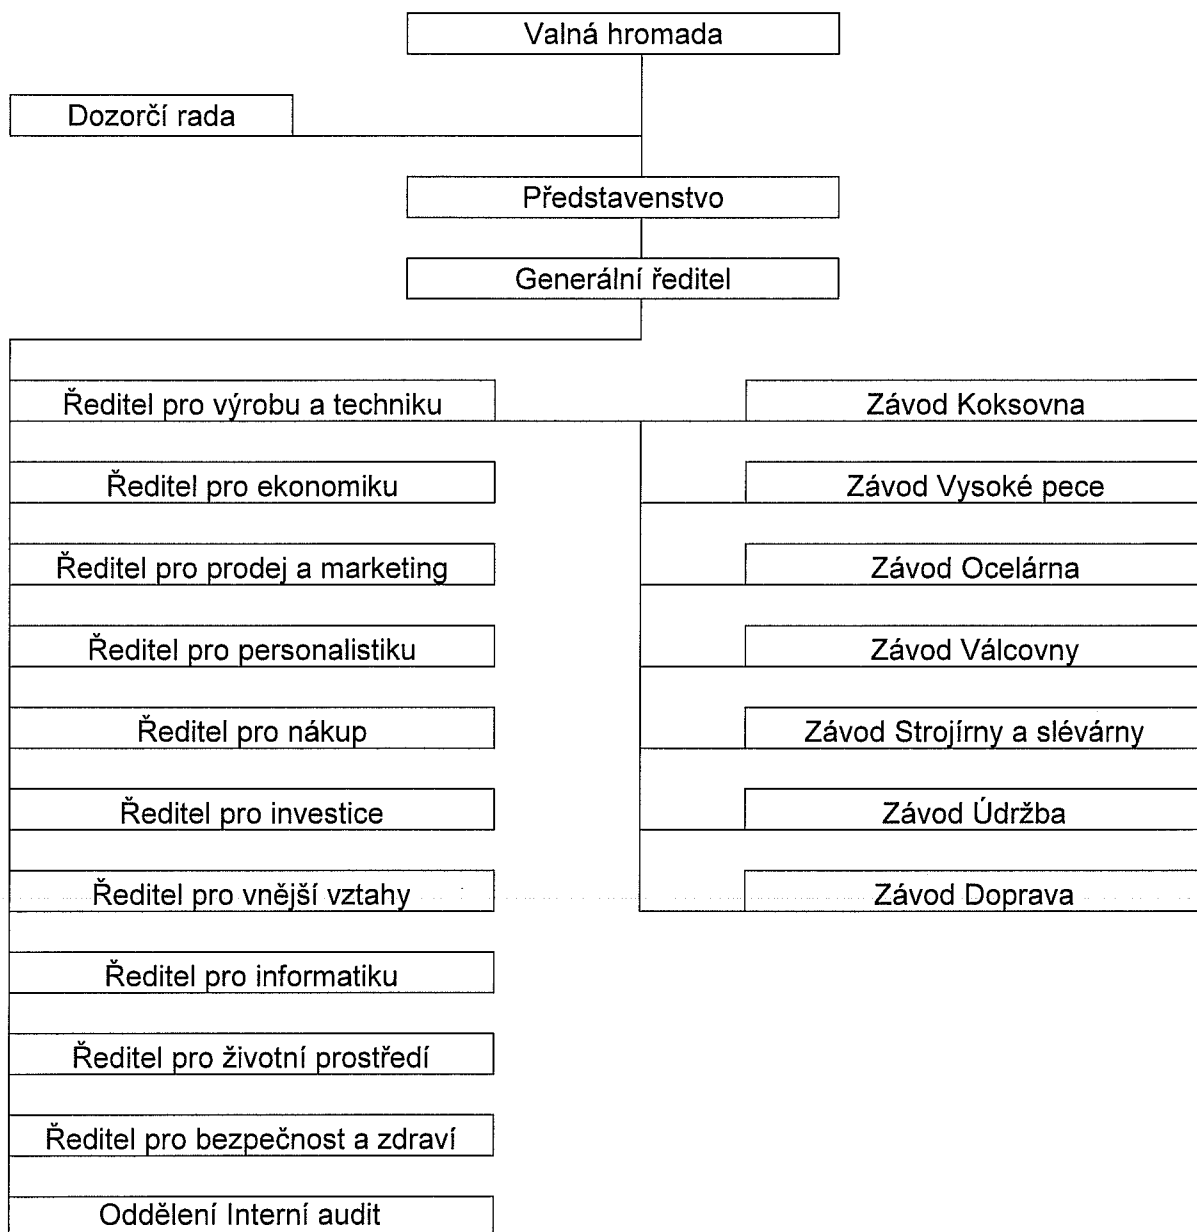 Valná hromada
Dozorčí rada
Představenstvo
Generální ředitel
Ředitel pro výrobu a techniku
Závod Koksovna
Ředitel pro ekonomiku
Závod Vysoké pece
Ředitel pro prodej a marketing
Závod Ocelárna
Ředitel pro personalistiku
Závod Válcovny
Ředitel pro nákup
Závod Strojírny a slévárny
Ředitel pro investice
Závod Údržba
Ředitel pro vnější vztahy
Závod Doprava
Ředitel pro informatiku
Ředitel pro životní prostředí
Ředitel pro bezpečnost a zdraví
Oddělení Interní audit